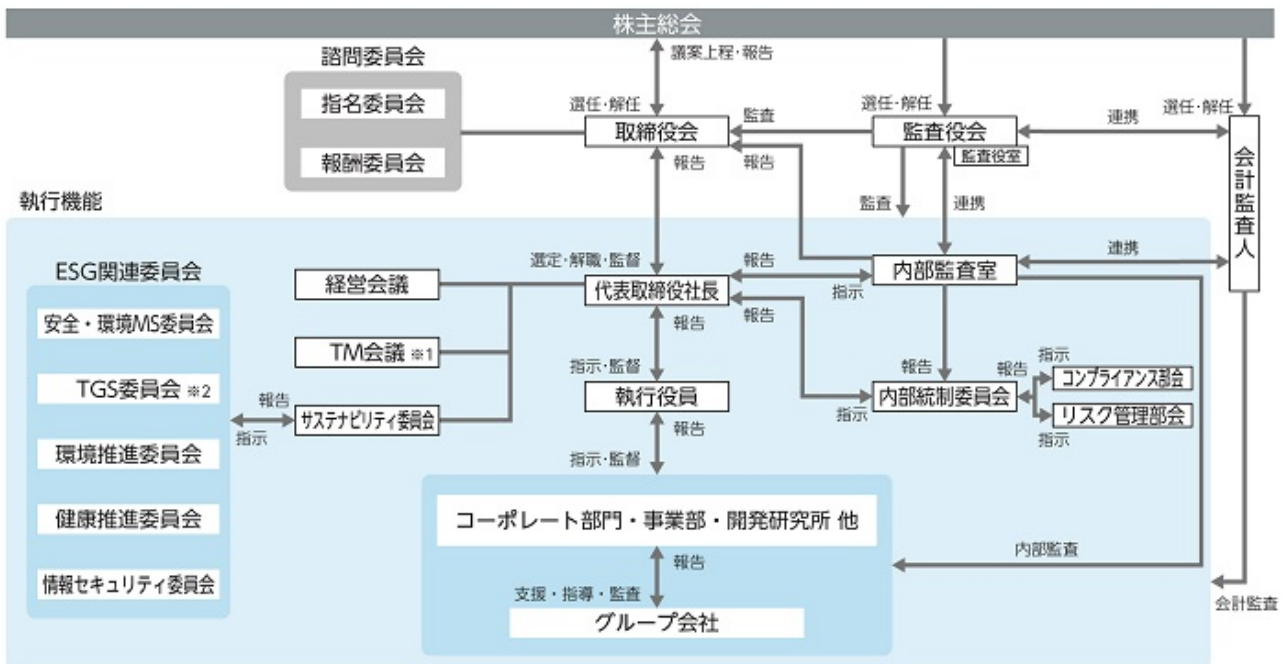 株主総会
諮問委員会
議案上程・報告
指名委員会
報酬委員会
選任・解任
取締役会
監査
報告
報告
選任・解任
監査役会
監査役室
連携
選任・解任
会計監査人
監査
連携
執行機能
ESG関連委員会
安全・環境MS委員会
TGS委員会 ※2
環境推進委員会
健康推進委員会
情報セキュリティ委員会
報告
指示
経営会議
TM会議 ※1
サステナビリティ委員会
選定・解職・監督
代表取締役社長
報告
指示
報告
報告
内部監査室
連携
指示・監督
執行役員
報告
指示・監督
報告
指示
内部統制委員会
報告
指示
コンプライアンス部会
リスク管理部会
指示
コーポレート部門・事業部・開発研究所 他
報告
支援・指導・監査
グループ会社
内部監査
会計監査